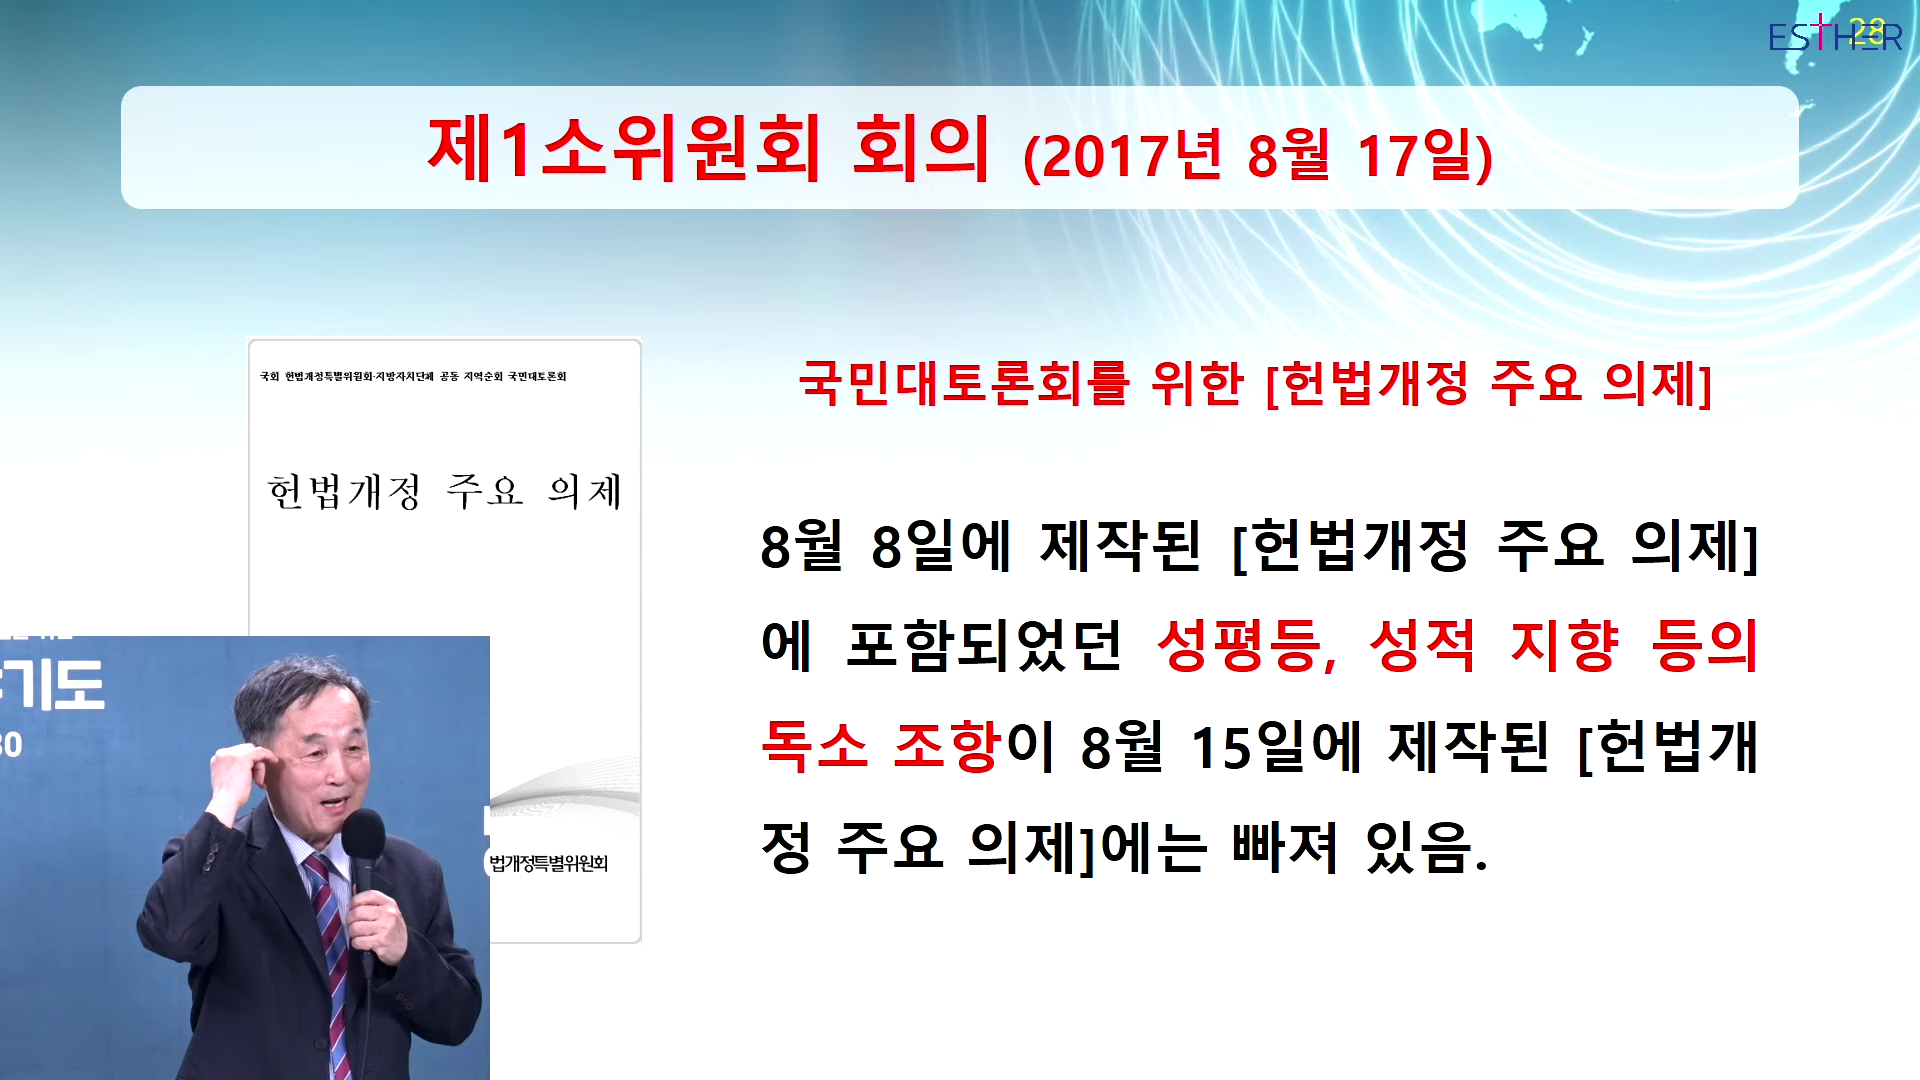 ESTHER
28
제1소위원회 회의 (2017년 8월 17일)
국회 헌법개정특별위원회·지방자치단체 공동 지역순회 국민대토론회
헌법개정 주요 의제
법개정특별위원회
국민대토론회를 위한 [헌법개정 주요 의제]
8월 8일에 제작된 [헌법개정 주요 의제]
에 포함되었던 성평등, 성적 지향 등의
독소 조항이 8월 15일에 제작된 [헌법개
정 주요 의제]에는 빠져 있음.
기도
30